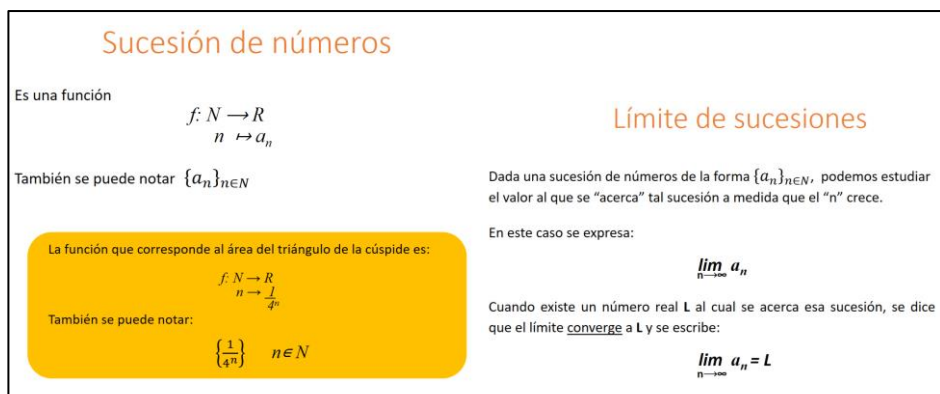 Sucesión de números
Es una función
f: N → R
n ↦ aₙ
También se puede notar {aₙ}ₙ∈N
La función que corresponde al área del triángulo de la cúspide es:
f: N → R
n → 1/4ⁿ
También se puede notar:
{1/4ⁿ} n ∈ N
Límite de sucesiones
Dada una sucesión de números de la forma {aₙ}ₙ∈N, podemos estudiar
el valor al que se “acerca” tal sucesión a medida que el “n” crece.
En este caso se expresa:
lim aₙ
n→∞
Cuando existe un número real L al cual se acerca esa sucesión, se dice
que el límite converge a L y se escribe:
lim aₙ = L
n→∞